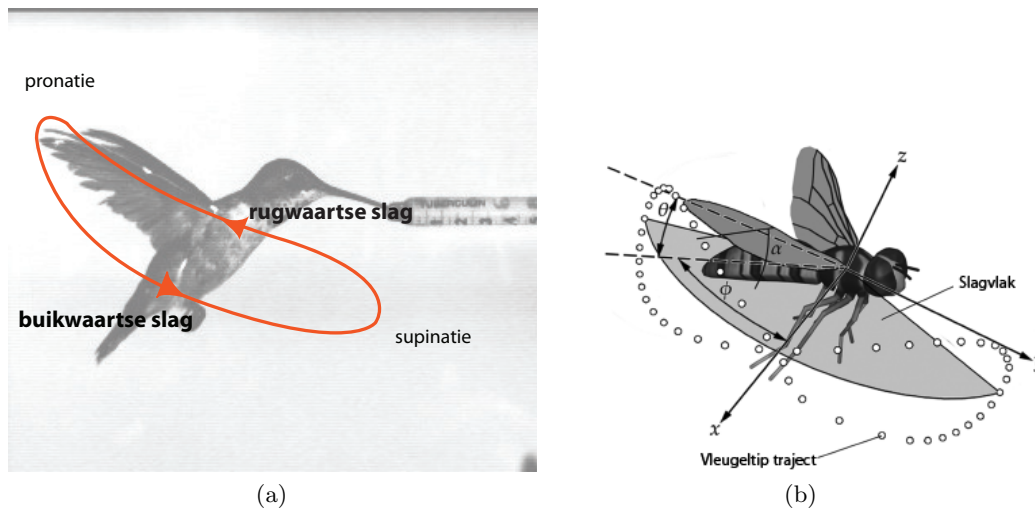 pronatie
rugwaartse slag
buikwaartse slag
supinatie
(a)
z
θ
α
ϕ
Slagvlak
x
Vleugeltip traject
(b)